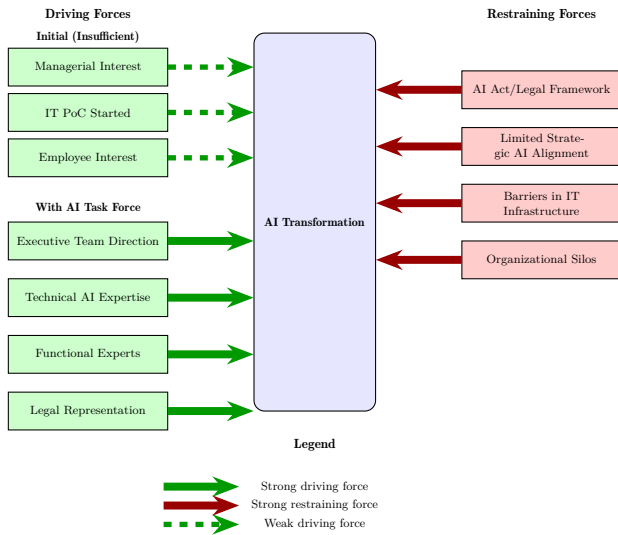 Driving Forces
Initial (Insufficient)
Managerial Interest
IT PoC Started
Employee Interest
With AI Task Force
Executive Team Direction
Technical AI Expertise
Functional Experts
Legal Representation
AI Transformation
Restraining Forces
AI Act/Legal Framework
Limited Strate-
gic AI Alignment
Barriers in IT
Infrastructure
Organizational Silos
Legend
Strong driving force
Strong restraining force
Weak driving force